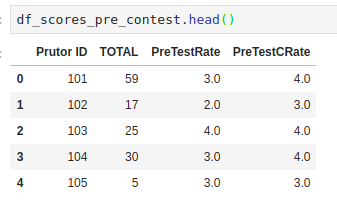 df_scores_pre_contest.head()
Prutor ID TOTAL PreTestRate PreTestCRate
0 101 59 3.0 4.0
1 102 17 2.0 3.0
2 103 25 4.0 4.0
3 104 30 3.0 4.0
4 105 5 3.0 3.0